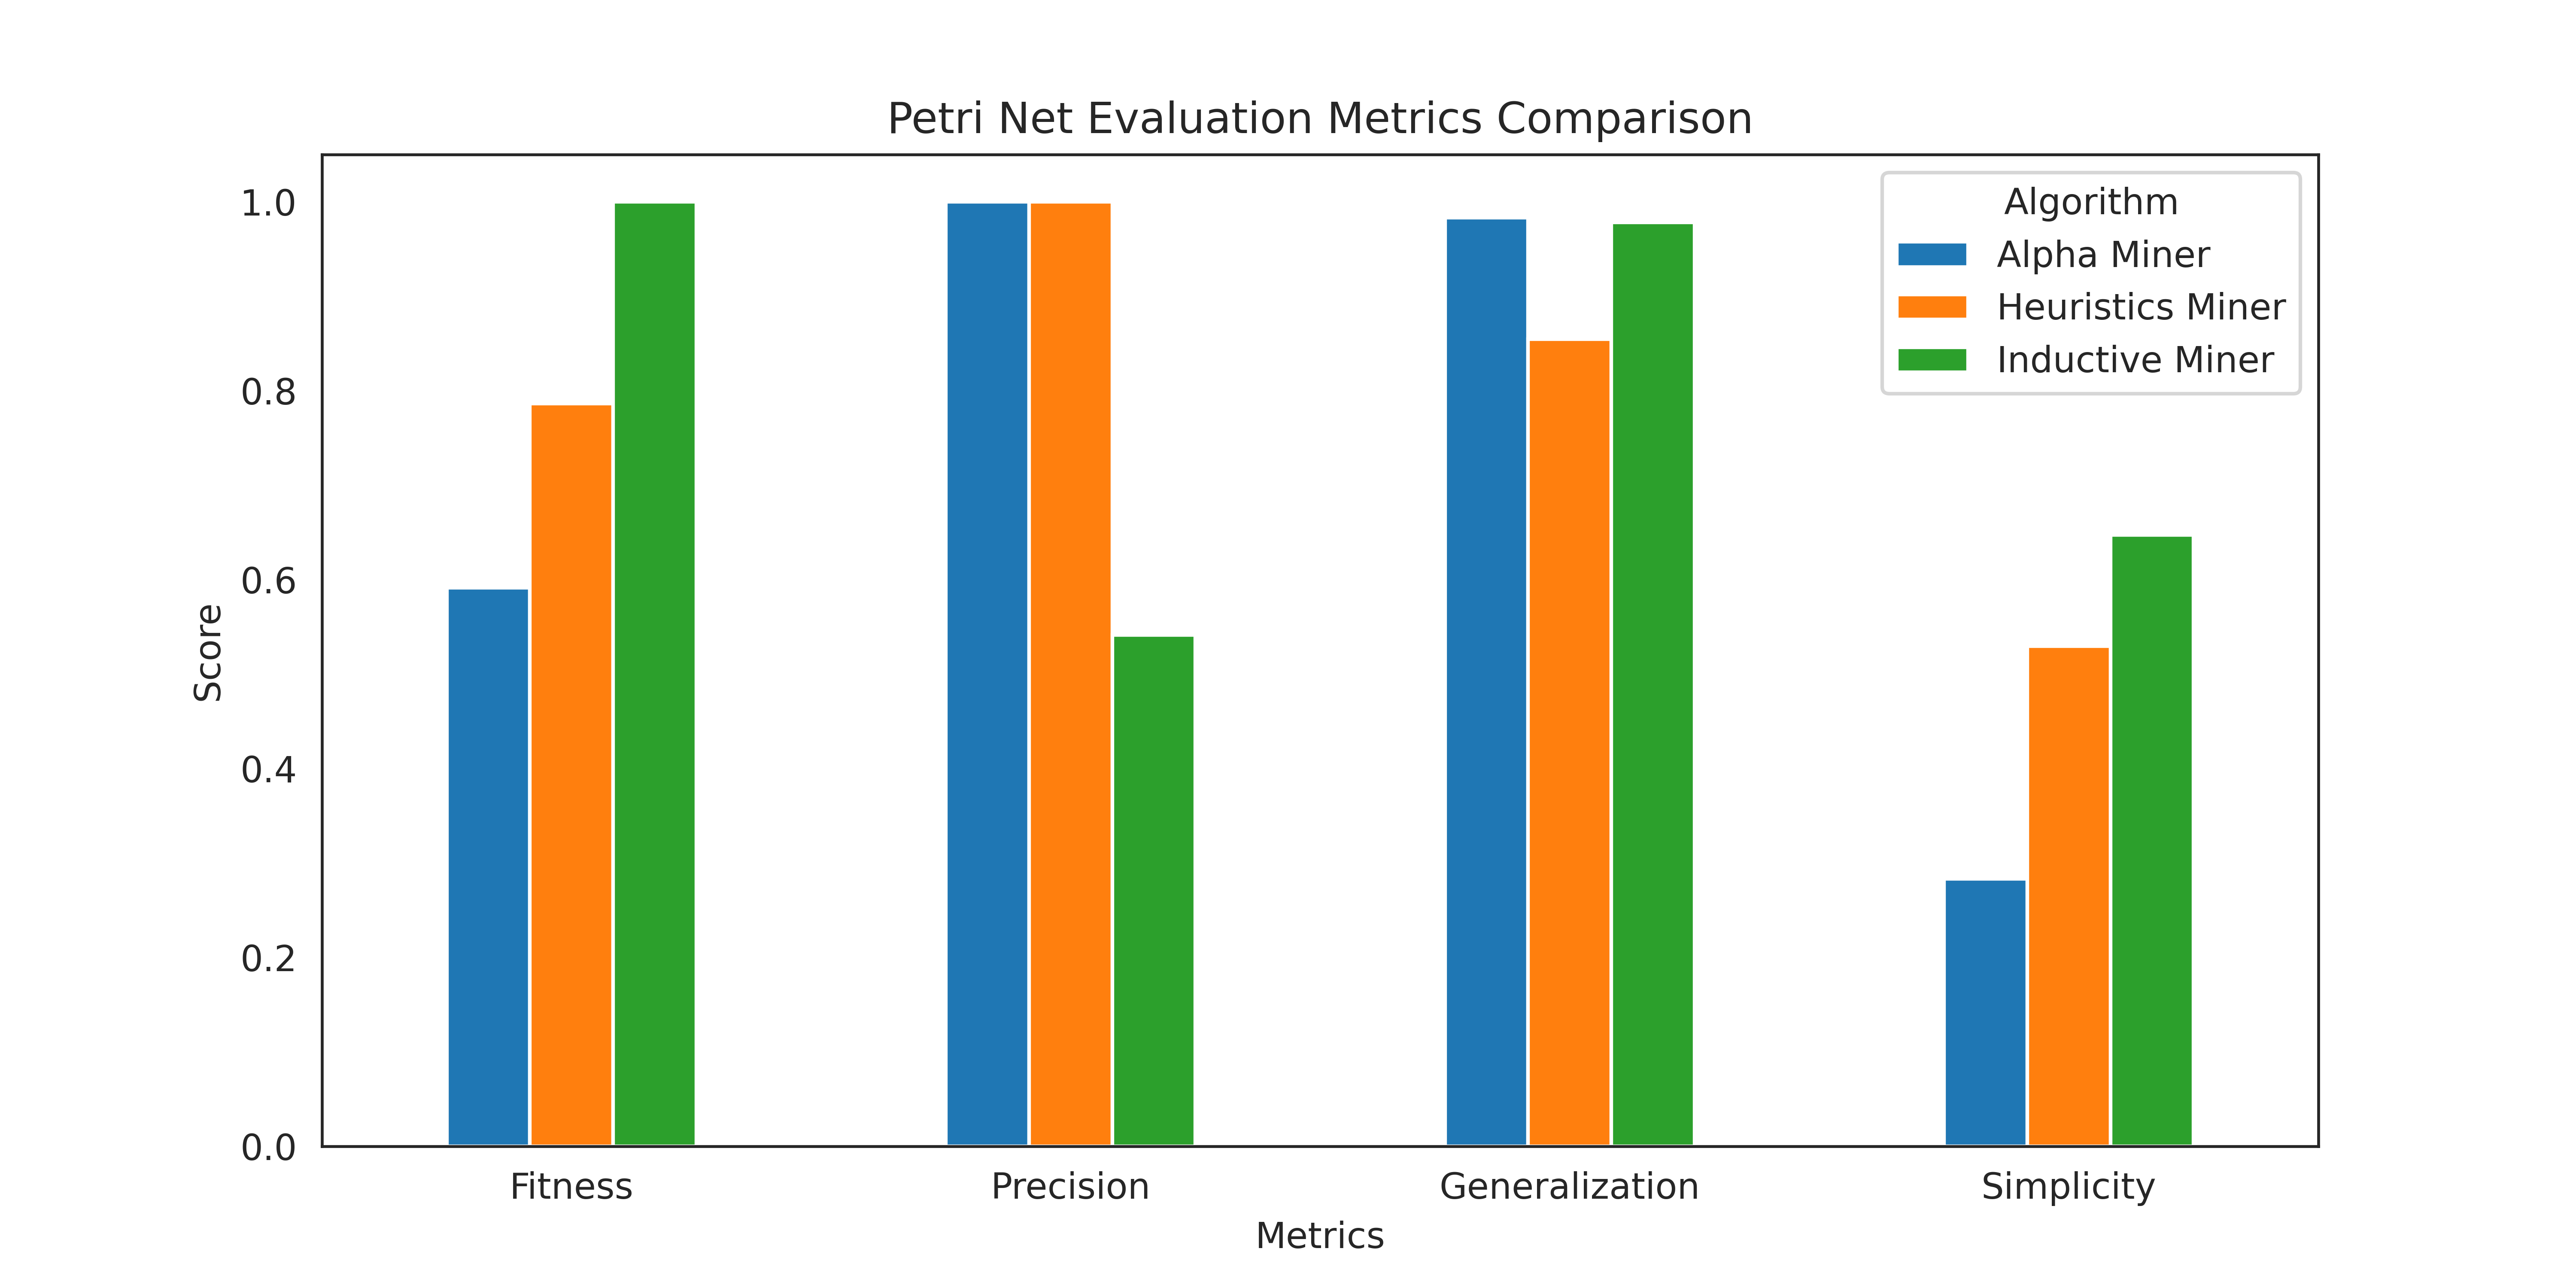 Petri Net Evaluation Metrics Comparison
Algorithm
Alpha Miner
Heuristics Miner
Inductive Miner
Score
1.0
0.8
0.6
0.4
0.2
0.0
Fitness
Precision
Generalization
Simplicity
Metrics